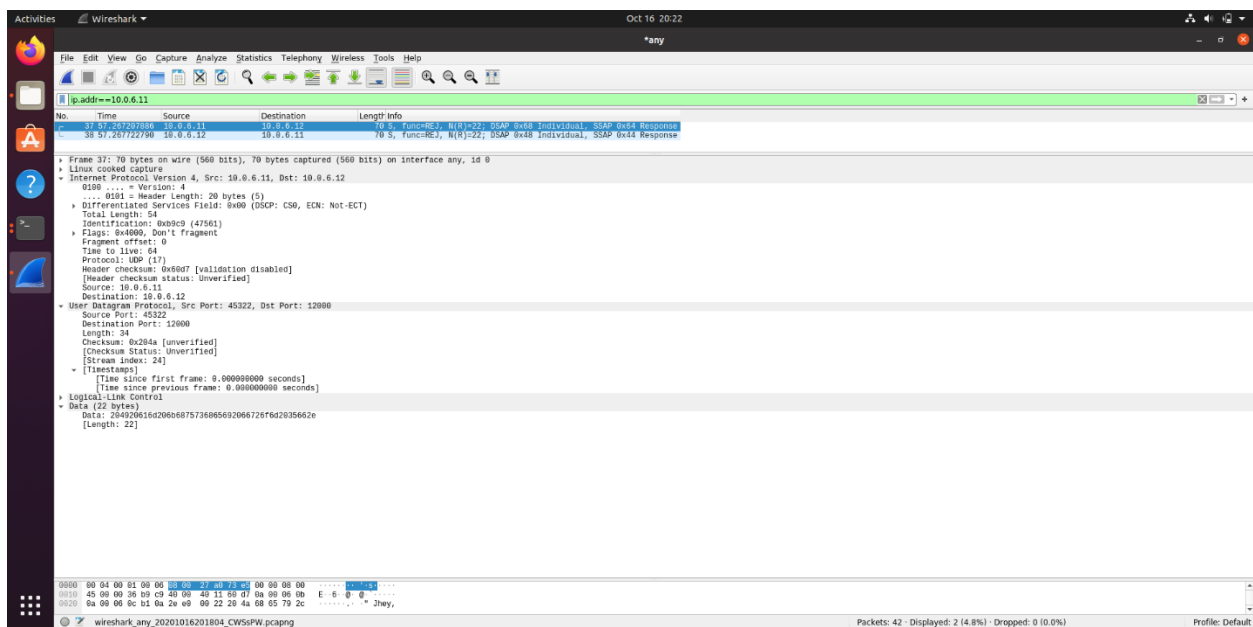 Activities Wireshark Oct 16 20:22
*any
File Edit View Go Capture Analyze Statistics Telephony Wireless Tools Help
ip.addr==10.0.6.11
No. Time Source Destination Length Info
37 57.267207886 10.0.6.11 10.0.6.12 70 S, func=REJ, N(R)=22; DSAP 0x68 Individual, SSAP 0x64 Response
38 57.267722790 10.0.6.12 10.0.6.11 70 S, func=REJ, N(R)=22; DSAP 0x48 Individual, SSAP 0x44 Response
Frame 37: 70 bytes on wire (560 bits), 70 bytes captured (560 bits) on interface any, id 0
Linux cooked capture
Internet Protocol Version 4, Src: 10.0.6.11, Dst: 10.0.6.12
0100 .... = Version: 4
.... 0101 = Header Length: 20 bytes (5)
Differentiated Services Field: 0x00 (DSCP: CS0, ECN: Not-ECT)
Total Length: 54
Identification: 0xb9c9 (47561)
Flags: 0x4000, Don't fragment
Fragment offset: 0
Time to live: 64
Protocol: UDP (17)
Header checksum: 0x60d7 [validation disabled]
[Header checksum status: Unverified]
Source: 10.0.6.11
Destination: 10.0.6.12
User Datagram Protocol, Src Port: 45322, Dst Port: 12000
Source Port: 45322
Destination Port: 12000
Length: 34
Checksum: 0x204a [unverified]
[Checksum Status: Unverified]
[Stream index: 24]
[Timestamps]
[Time since first frame: 0.000000000 seconds]
[Time since previous frame: 0.000000000 seconds]
Logical-Link Control
Data (22 bytes)
Data: 204920616d206b6875736865692066726f6d2035662e
[Length: 22]
0000 00 04 00 01 00 06 08 00 27 a0 73 e5 00 00 08 00 ········ '·s·····
0010 45 00 00 36 b9 c9 40 00 40 11 60 d7 0a 00 06 0b E··6··@· @·`·····
0020 0a 00 06 0c b1 0a 2e e0 00 22 20 4a 68 65 79 2c ······.· ·" Jhey,
wireshark_any_20201016201804_CWSsPW.pcapng Packets: 42 · Displayed: 2 (4.8%) · Dropped: 0 (0.0%) Profile: Default